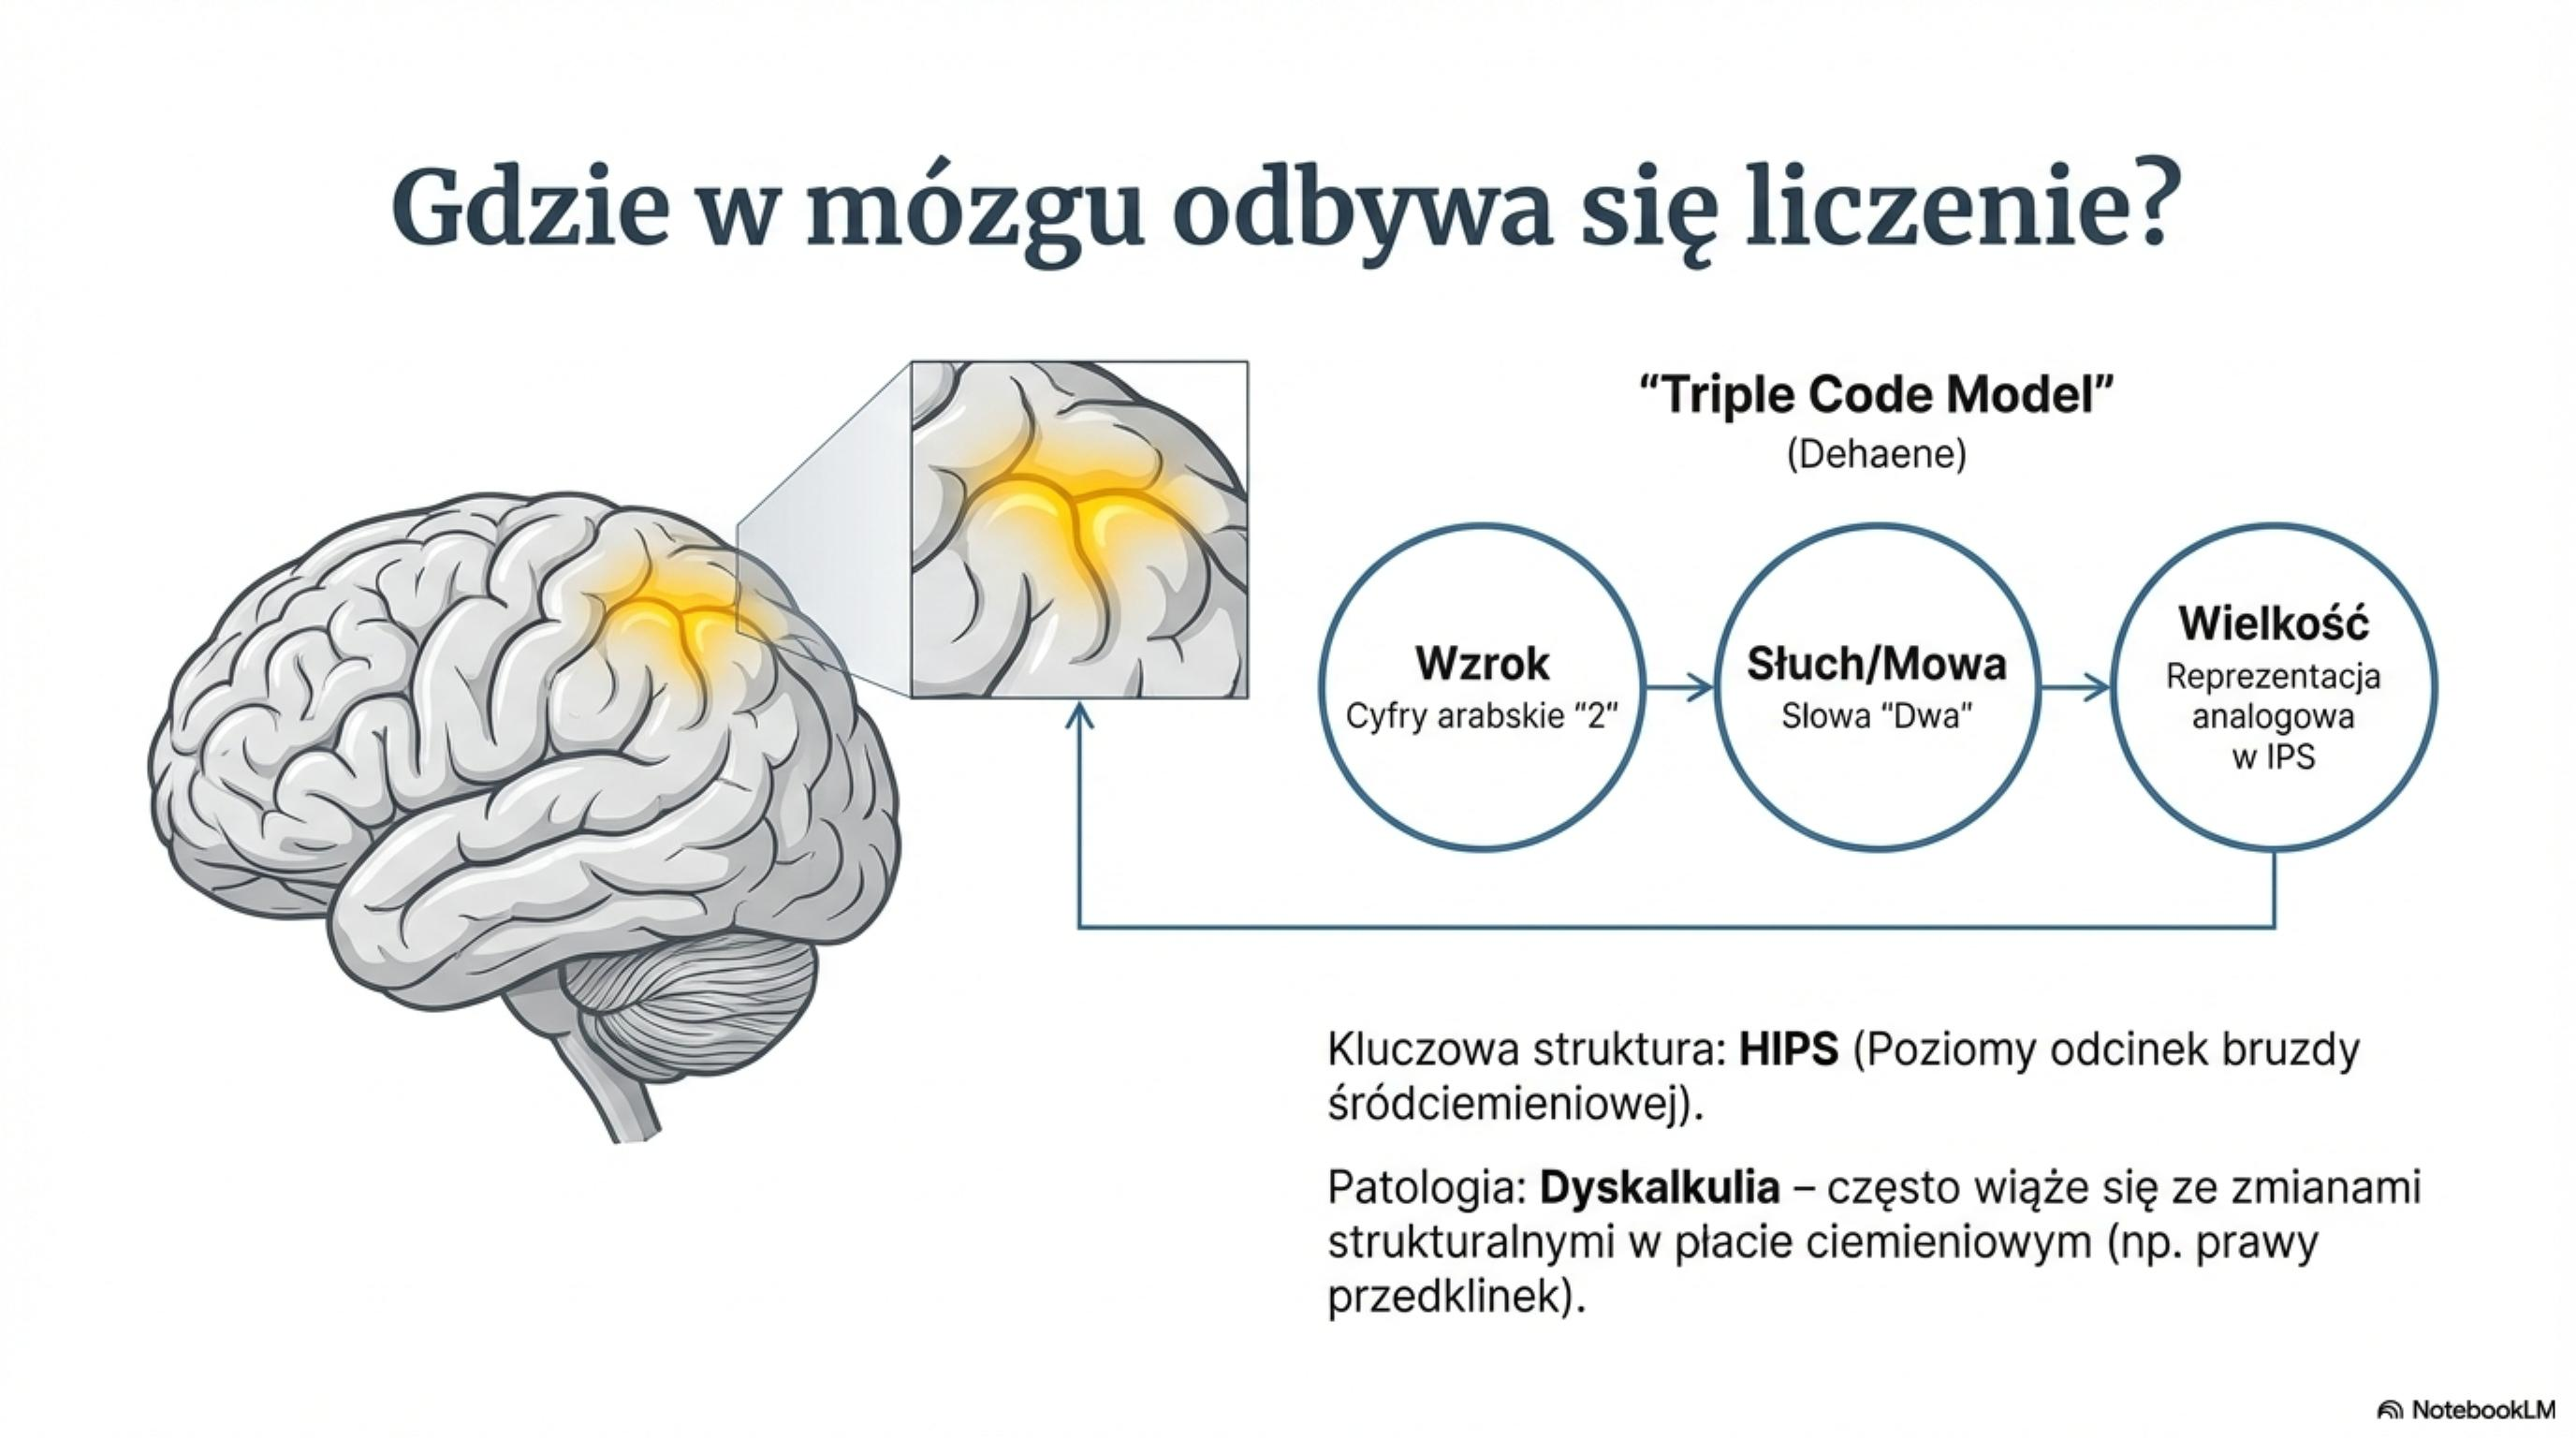 Gdzie w mózgu odbywa się liczenie?
“Triple Code Model”
(Dehaene)
Wzrok
Cyfry arabskie “2”
Słuch/Mowa
Słowa “Dwa”
Wielkość
Reprezentacja
analogowa
w IPS
Kluczowa struktura: HIPS (Poziomy odcinek bruzdy
śródciemieniowej).
Patologia: Dyskalkulia – często wiąże się ze zmianami
strukturalnymi w płacie ciemieniowym (np. prawy
przedklinek).
NotebookLM